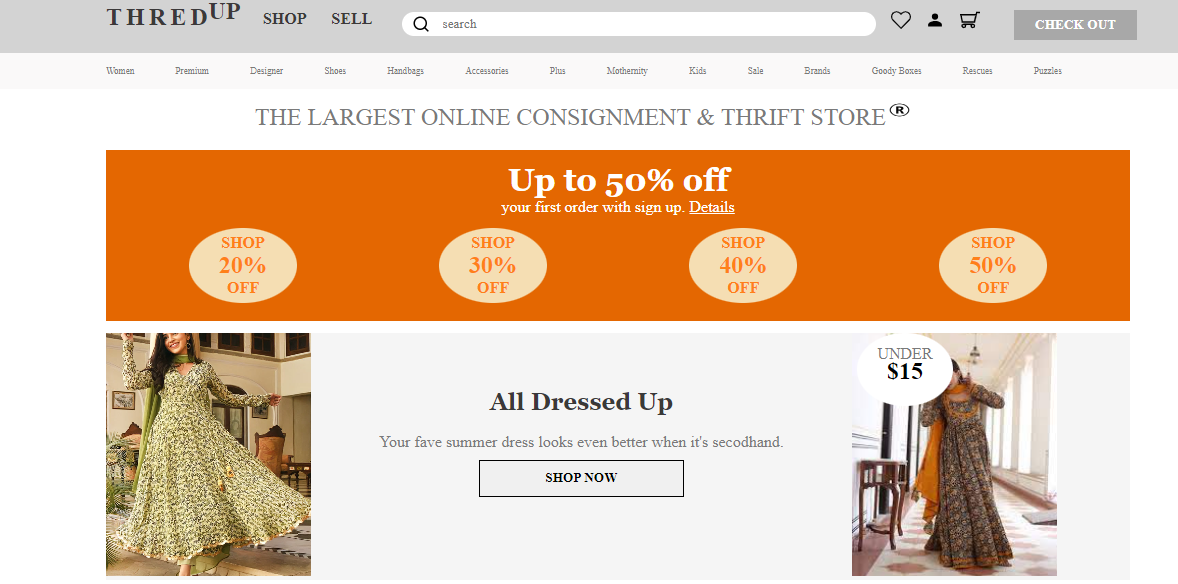 THREDUP SHOP SELL search CHECK OUT
Women Premium Designer Shoes Handbags Accessories Plus Mothernity Kids Sale Brands Goody Boxes Rescues Puzzles
THE LARGEST ONLINE CONSIGNMENT & THRIFT STORE®
Up to 50% off
your first order with sign up. Details
SHOP
20%
OFF
SHOP
30%
OFF
SHOP
40%
OFF
SHOP
50%
OFF
All Dressed Up
Your fave summer dress looks even better when it's secodhand.
SHOP NOW
UNDER
$15